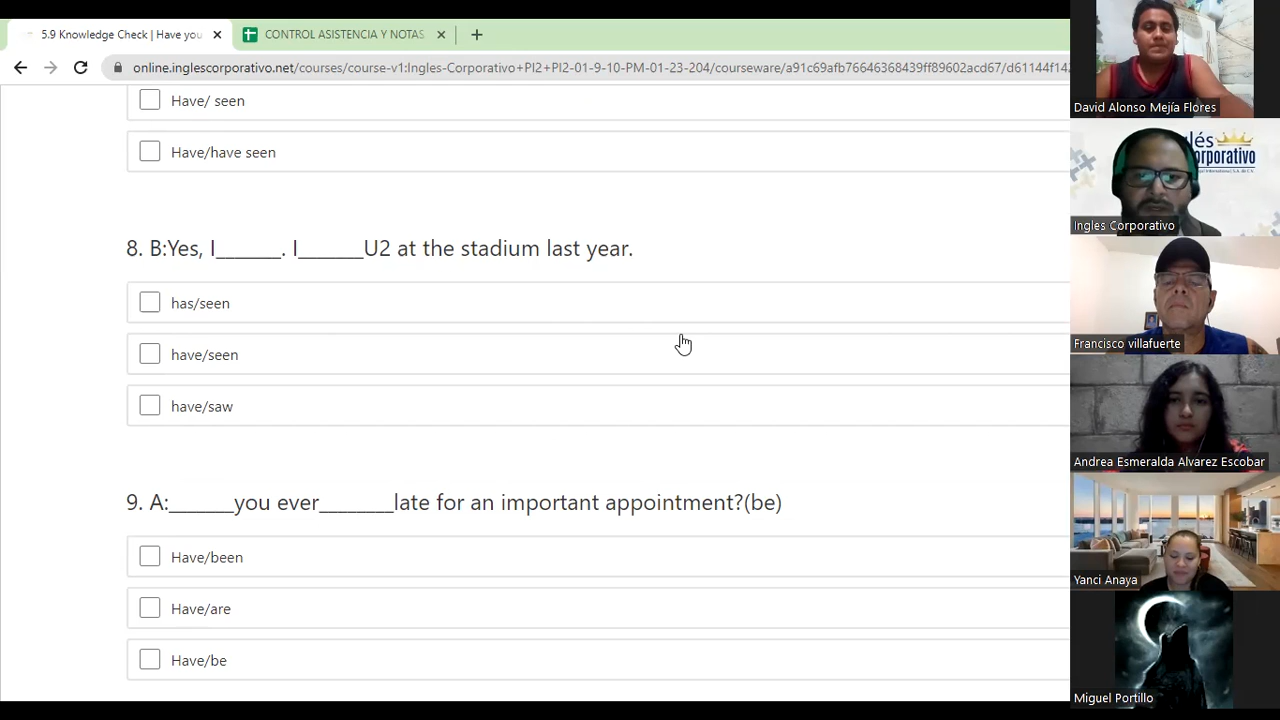 5.9 Knowledge Check | Have you
CONTROL ASISTENCIA Y NOTAS
online.inglescorporativo.net/courses/course-v1:Ingles-Corporativo+PI2+PI2-01-9-10-PM-01-23-204/courseware/a91c69afb76646368439ff89602acd67/d61144f142
Have/ seen
Have/have seen
8. B:Yes, I_______. I_______U2 at the stadium last year.
has/seen
have/seen
have/saw
9. A:_______you ever________late for an important appointment?(be)
Have/been
Have/are
Have/be
David Alonso Mejía Flores
Ingles Corporativo
Francisco villafuerte
Andrea Esmeralda Alvarez Escobar
Yanci Anaya
Miguel Portillo